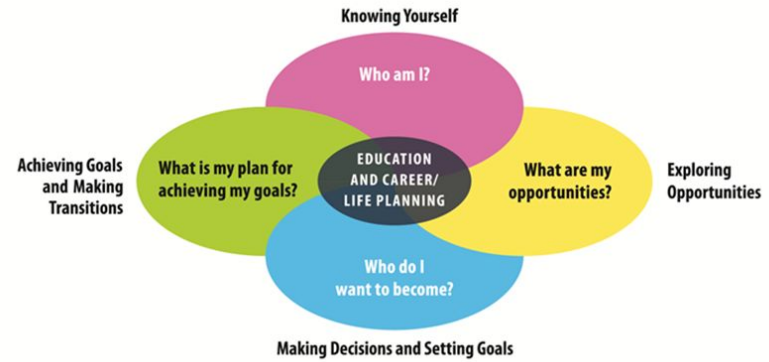 Knowing Yourself
Who am I?
Achieving Goals
and Making
Transitions
What is my plan for
achieving my goals?
EDUCATION
AND CAREER/
LIFE PLANNING
What are my
opportunities?
Exploring
Opportunities
Who do I
want to become?
Making Decisions and Setting Goals